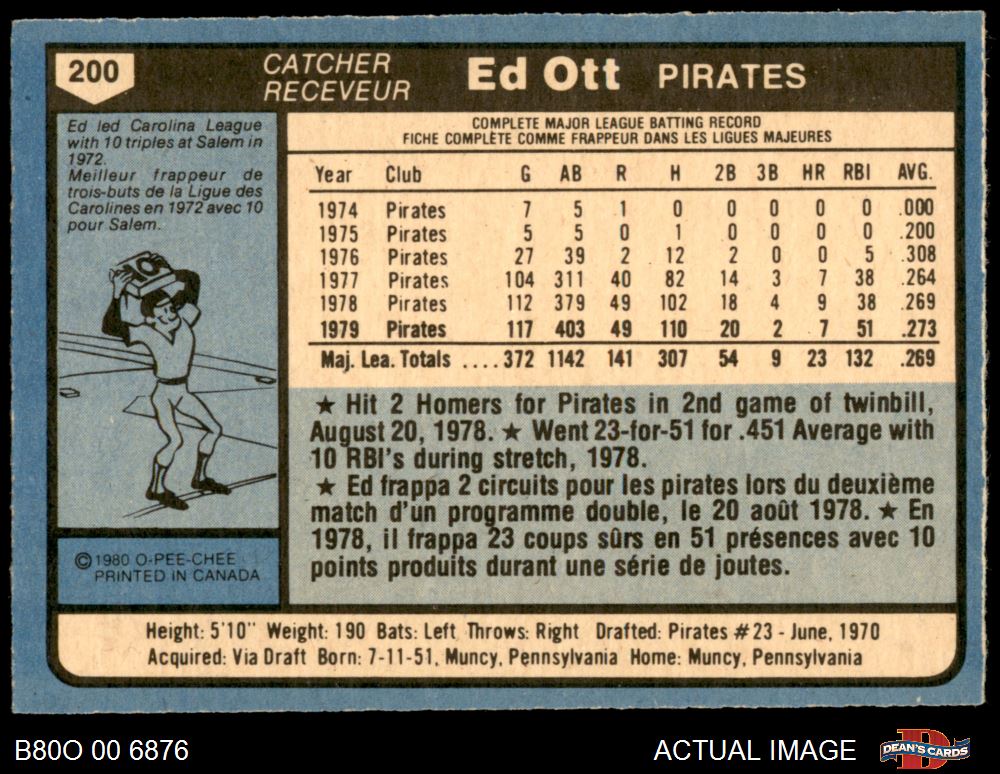 200
CATCHER
RECEVEUR
Ed Ott PIRATES
Ed led Carolina League
with 10 triples at Salem in
1972.
Meilleur frappeur de
trois-buts de la Ligue des
Carolines en 1972 avec 10
pour Salem.
©1980 O-PEE-CHEE
PRINTED IN CANADA
COMPLETE MAJOR LEAGUE BATTING RECORD
FICHE COMPLÈTE COMME FRAPPEUR DANS LES LIGUES MAJEURES
Year Club G AB R H 2B 3B HR RBI AVG.
1974 Pirates 7 5 1 0 0 0 0 0 .000
1975 Pirates 5 5 0 1 0 0 0 0 .200
1976 Pirates 27 39 2 12 2 0 0 5 .308
1977 Pirates 104 311 40 82 14 3 7 38 .264
1978 Pirates 112 379 49 102 18 4 9 38 .269
1979 Pirates 117 403 49 110 20 2 7 51 .273
Maj. Lea. Totals ....372 1142 141 307 54 9 23 132 .269
★ Hit 2 Homers for Pirates in 2nd game of twinbill,
August 20, 1978. ★ Went 23-for-51 for .451 Average with
10 RBI's during stretch, 1978.
★ Ed frappa 2 circuits pour les pirates lors du deuxième
match d'un programme double, le 20 août 1978. ★ En
1978, il frappa 23 coups sûrs en 51 présences avec 10
points produits durant une série de joutes.
Height: 5'10" Weight: 190 Bats: Left Throws: Right Drafted: Pirates #23 - June, 1970
Acquired: Via Draft Born: 7-11-51, Muncy, Pennsylvania Home: Muncy, Pennsylvania
B80O 00 6876
ACTUAL IMAGE
DEAN'S CARDS